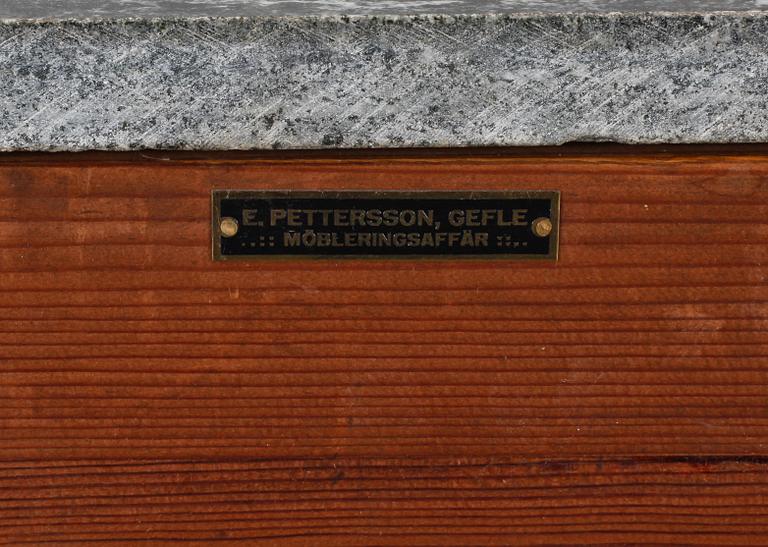 E. PETTERSSON, GEFLE
..:: MÖBLERINGSAFFÄR ::..